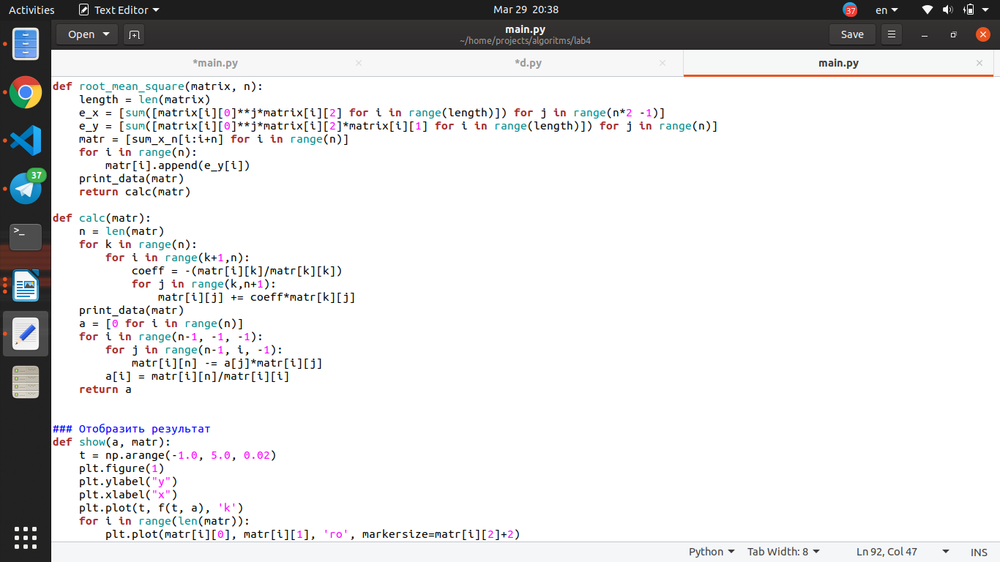 Activities
Text Editor
Mar 29 20:38
37
en
Open
main.py
~/home/projects/algoritms/lab4
Save
*main.py
*d.py
main.py
def root_mean_square(matrix, n):
    length = len(matrix)
    e_x = [sum([matrix[i][0]**j*matrix[i][2] for i in range(length)]) for j in range(n*2 -1)]
    e_y = [sum([matrix[i][0]**j*matrix[i][2]*matrix[i][1] for i in range(length)]) for j in range(n)]
    matr = [sum_x_n[i:i+n] for i in range(n)]
    for i in range(n):
        matr[i].append(e_y[i])
    print_data(matr)
    return calc(matr)
def calc(matr):
    n = len(matr)
    for k in range(n):
        for i in range(k+1,n):
            coeff = -(matr[i][k]/matr[k][k])
            for j in range(k,n+1):
                matr[i][j] += coeff*matr[k][j]
    print_data(matr)
    a = [0 for i in range(n)]
    for i in range(n-1, -1, -1):
        for j in range(n-1, i, -1):
            matr[i][n] -= a[j]*matr[i][j]
        a[i] = matr[i][n]/matr[i][i]
    return a
### Отобразить результат
def show(a, matr):
    t = np.arange(-1.0, 5.0, 0.02)
    plt.figure(1)
    plt.ylabel("y")
    plt.xlabel("x")
    plt.plot(t, f(t, a), 'k')
    for i in range(len(matr)):
        plt.plot(matr[i][0], matr[i][1], 'ro', markersize=matr[i][2]+2)
37
>_
Python
Tab Width: 8
Ln 92, Col 47
INS